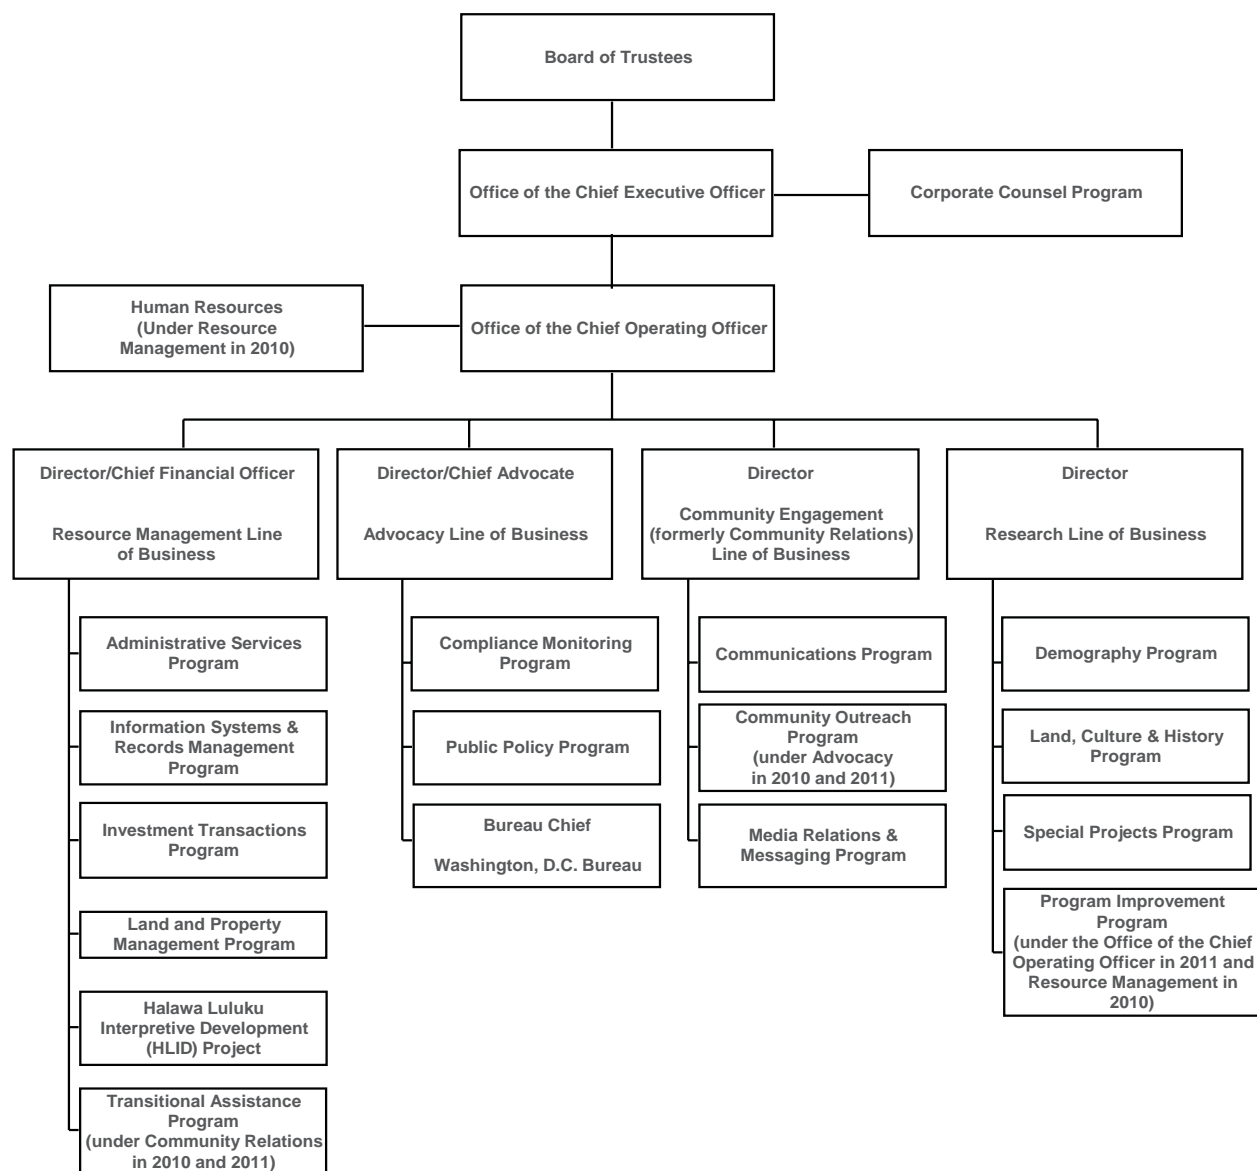 Board of Trustees
Office of the Chief Executive Officer
Corporate Counsel Program
Human Resources
(Under Resource
Management in 2010)
Office of the Chief Operating Officer
Director/Chief Financial Officer
Resource Management Line
of Business
Director/Chief Advocate
Advocacy Line of Business
Director
Community Engagement
(formerly Community Relations)
Line of Business
Director
Research Line of Business
Administrative Services
Program
Information Systems &
Records Management
Program
Investment Transactions
Program
Land and Property
Management Program
Halawa Luluku
Interpretive Development
(HLID) Project
Transitional Assistance
Program
(under Community Relations
in 2010 and 2011)
Compliance Monitoring
Program
Public Policy Program
Bureau Chief
Washington, D.C. Bureau
Communications Program
Community Outreach
Program
(under Advocacy
in 2010 and 2011)
Media Relations &
Messaging Program
Demography Program
Land, Culture & History
Program
Special Projects Program
Program Improvement
Program
(under the Office of the Chief
Operating Officer in 2011 and
Resource Management in
2010)